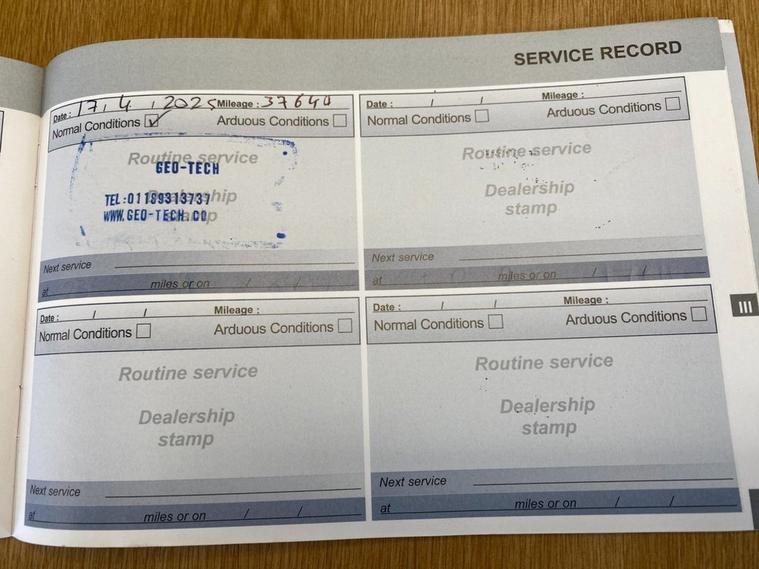 SERVICE RECORD
Date : 17, 4, 2025 Mileage : 37640
Normal Conditions Arduous Conditions
Routine service
GEO-TECH
Dealership
TEL:01189313737
WWW.GEO-TECH.CO
stamp
Next service
at miles or on / /
Date : / / Mileage :
Normal Conditions Arduous Conditions
Routine service
Dealership
stamp
Next service
at miles or on / /
Date : / / Mileage :
Normal Conditions Arduous Conditions
Routine service
Dealership
stamp
Next service
at miles or on / /
Date : / / Mileage :
Normal Conditions Arduous Conditions
Routine service
Dealership
stamp
Next service
at miles or on / /
III